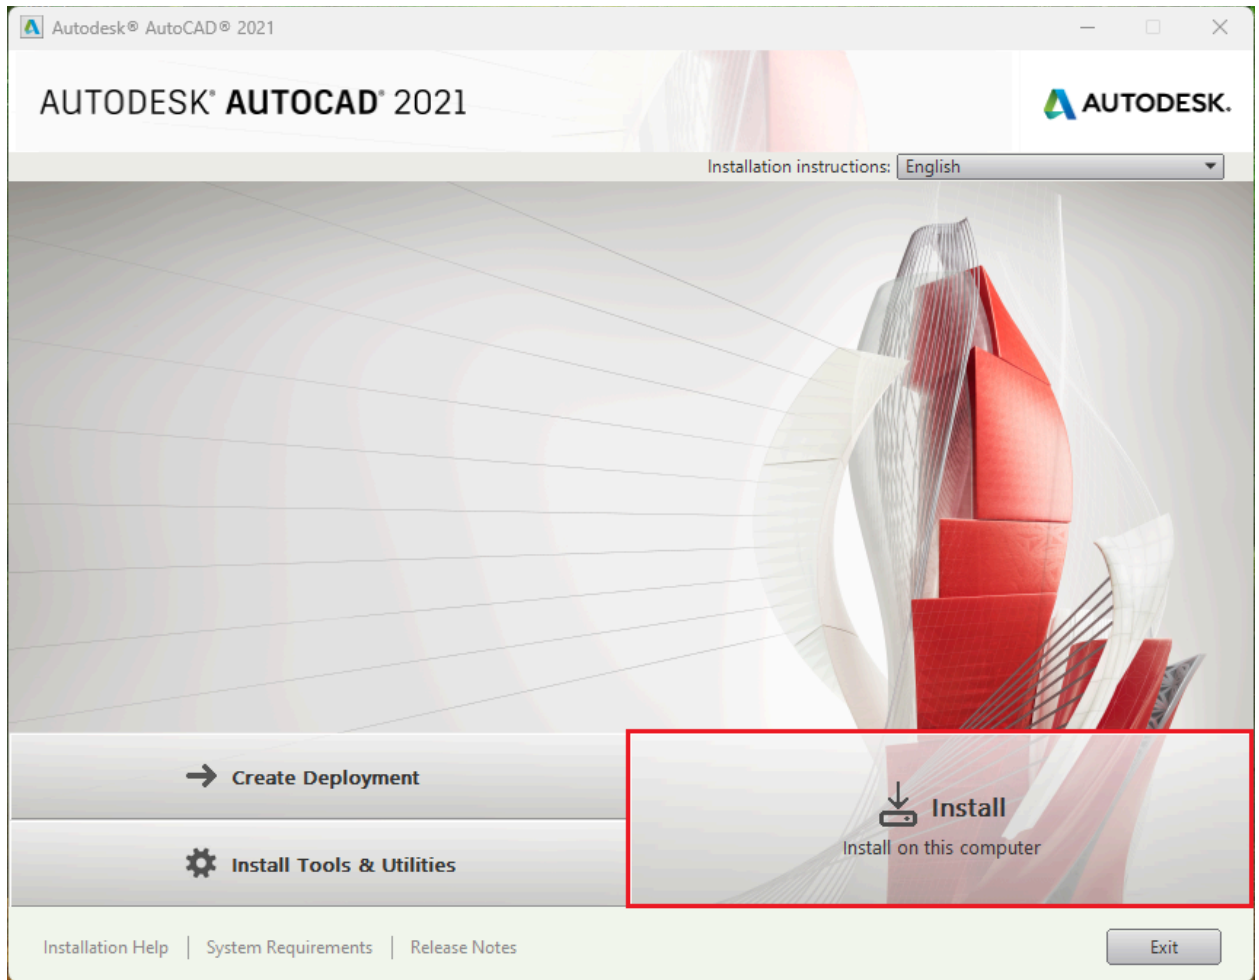 Autodesk® AutoCAD® 2021
AUTODESK® AUTOCAD® 2021
AUTODESK.
Installation instructions: English
Create Deployment
Install
Install on this computer
Install Tools & Utilities
Installation Help | System Requirements | Release Notes
Exit